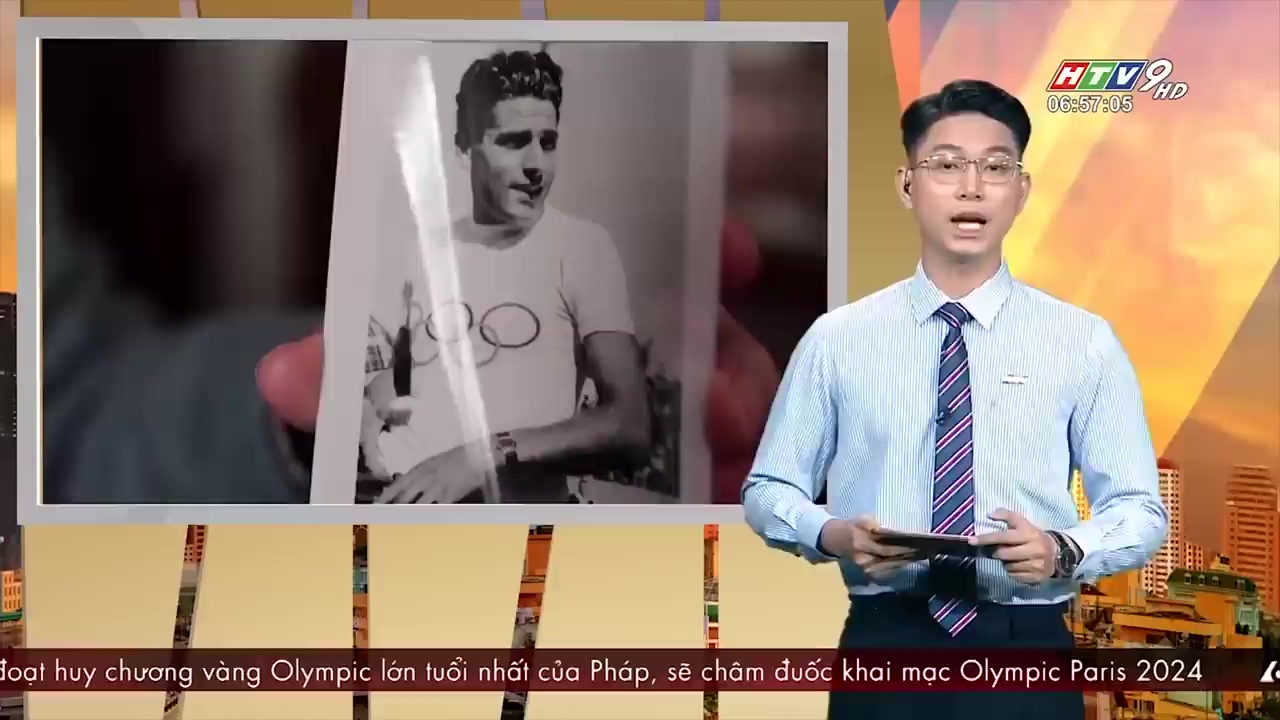 HTV9
HD
06:57:05
đoạt huy chương vàng Olympic lớn tuổi nhất của Pháp, sẽ châm đuốc khai mạc Olympic Paris 2024